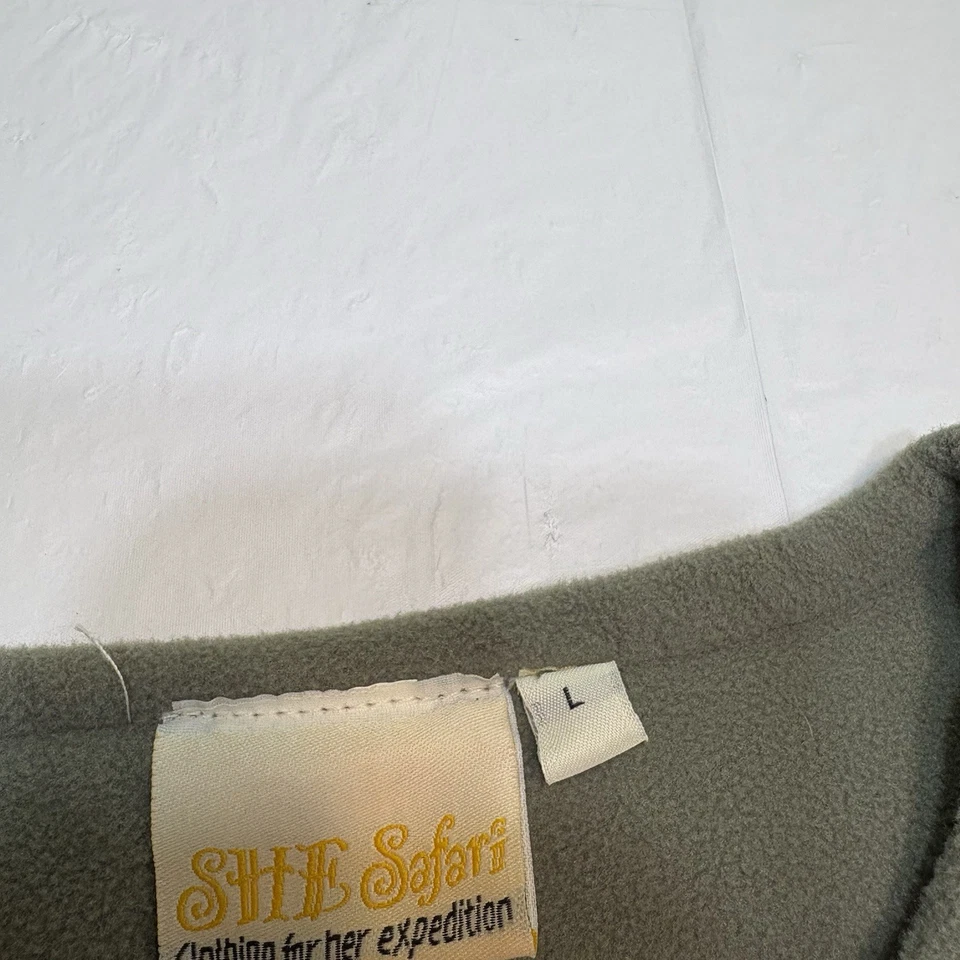 L
SHE Safari
Clothing for her expedition